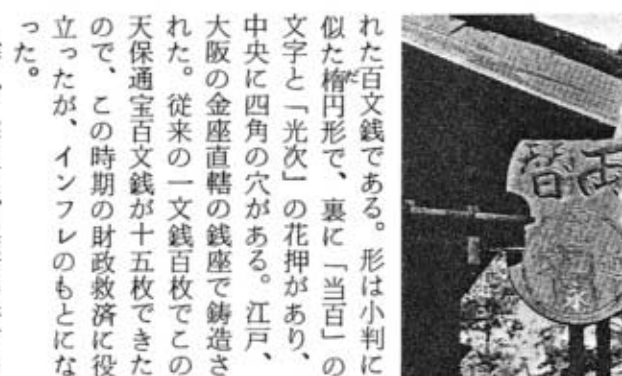 れた百文銭である。形は小判に
似た楕円形で、裏に「当百」の
文字と「光次」の花押があり、
中央に四角の穴がある。江戸、
大阪の金座直轄の銭座で鋳造さ
れた。従来の一文銭百枚でこの
天保通宝百文銭が十五枚できた
ので、この時期の財政救済に役
立ったが、インフレのもとにな
った。
両替